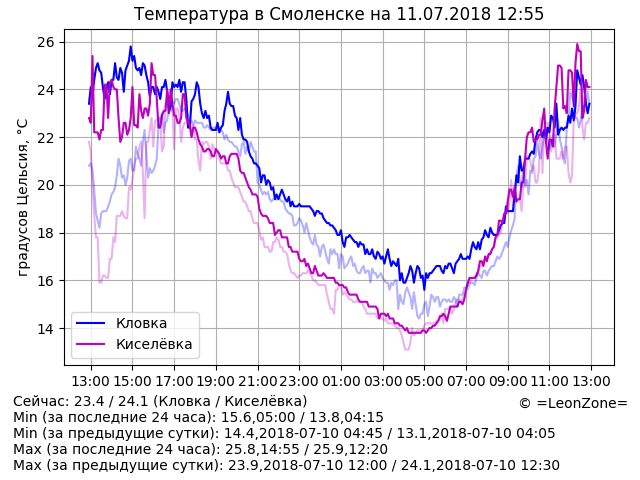 Температура в Смоленске на 11.07.2018 12:55
градусов Цельсия, °C
26
24
22
20
18
16
14
Кловка
Киселёвка
13:00 15:00 17:00 19:00 21:00 23:00 01:00 03:00 05:00 07:00 09:00 11:00 13:00
Сейчас: 23.4 / 24.1 (Кловка / Киселёвка)
© =LeonZone=
Min (за последние 24 часа): 15.6,05:00 / 13.8,04:15
Min (за предыдущие сутки): 14.4,2018-07-10 04:45 / 13.1,2018-07-10 04:05
Max (за последние 24 часа): 25.8,14:55 / 25.9,12:20
Max (за предыдущие сутки): 23.9,2018-07-10 12:00 / 24.1,2018-07-10 12:30